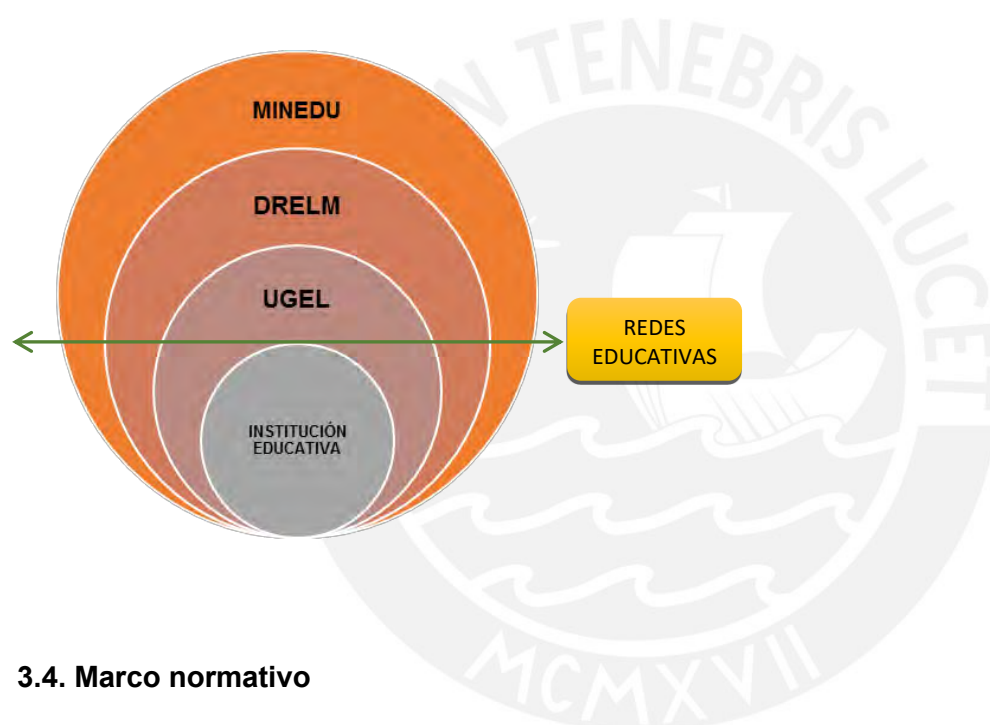 MINEDU
DRELM
UGEL
REDES
EDUCATIVAS
INSTITUCIÓN
EDUCATIVA
3.4. Marco normativo
TENEBRIS LUCET
MCMXVII